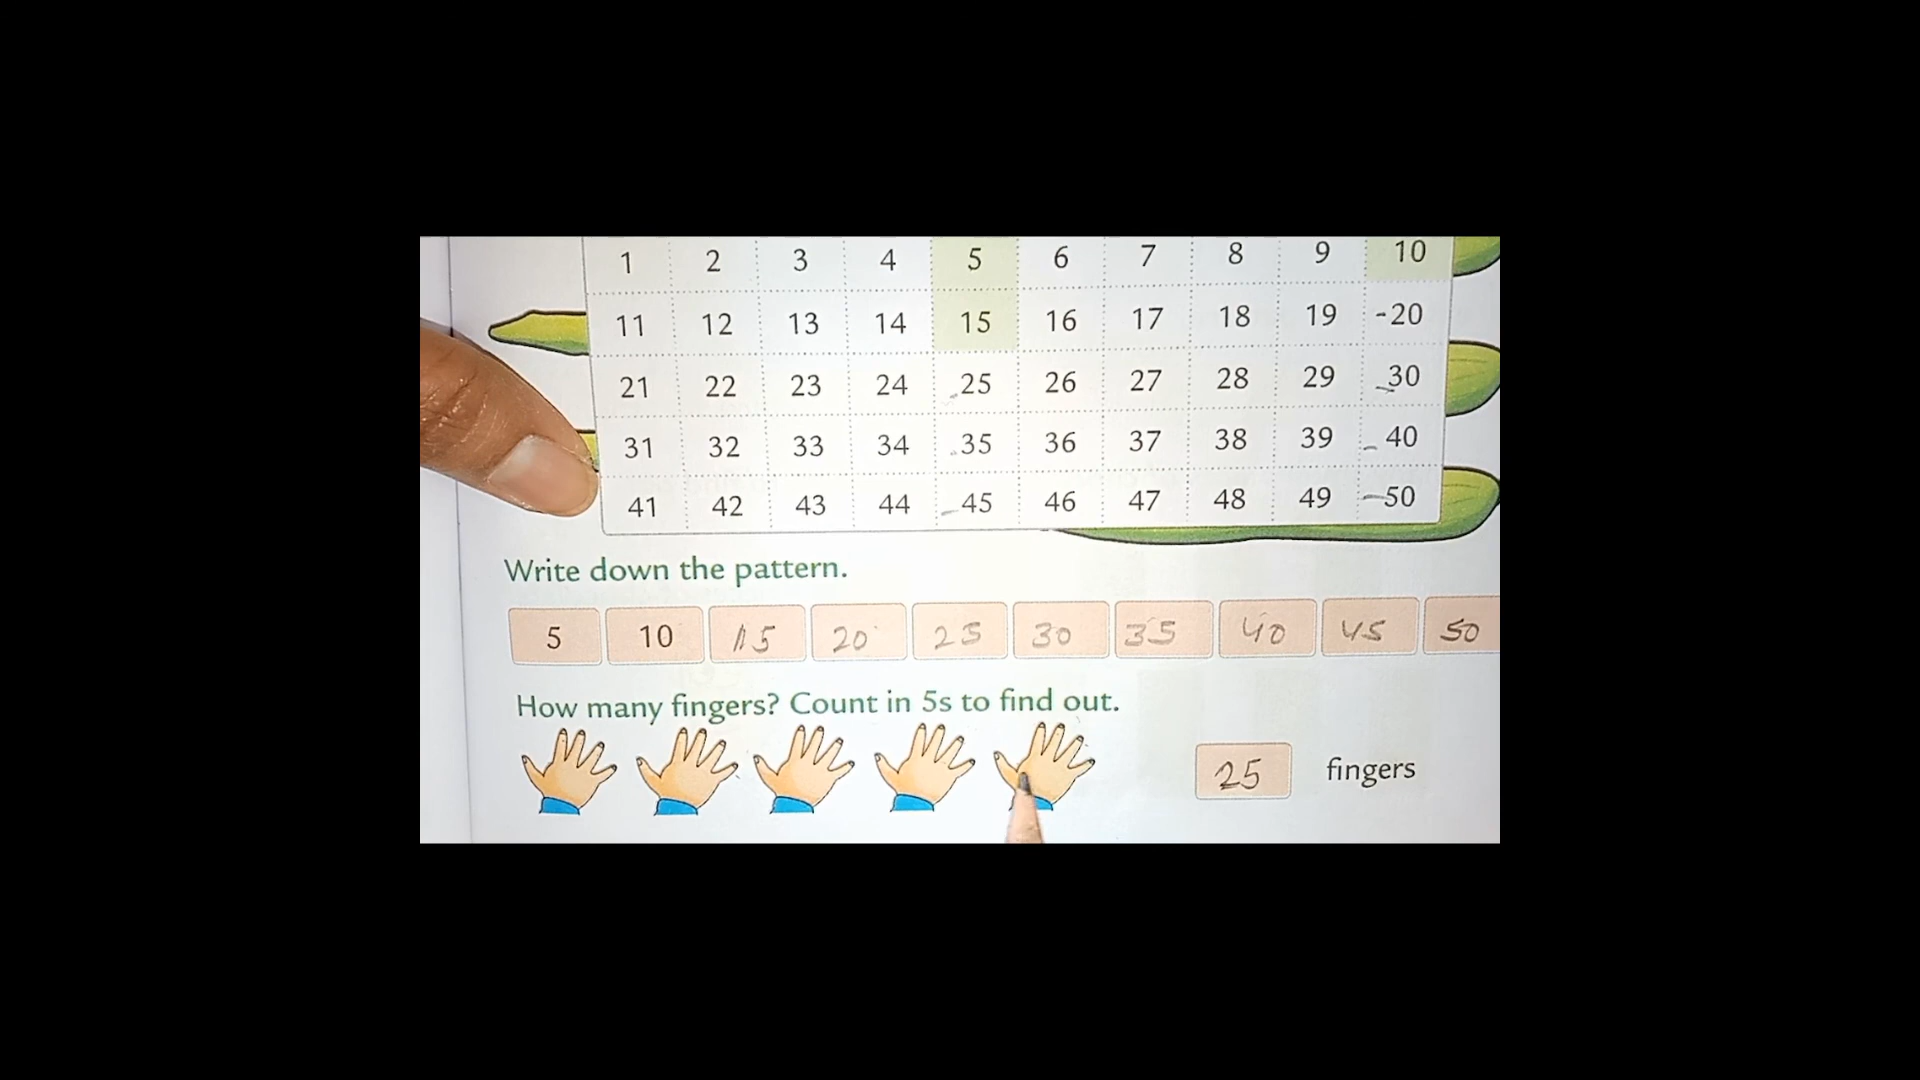 1 2 3 4 5 6 7 8 9 10
11 12 13 14 15 16 17 18 19 20
21 22 23 24 25 26 27 28 29 30
31 32 33 34 35 36 37 38 39 40
41 42 43 44 45 46 47 48 49 50
Write down the pattern.
5 10 15 20 25 30 35 40 45 50
How many fingers? Count in 5s to find out.
25 fingers